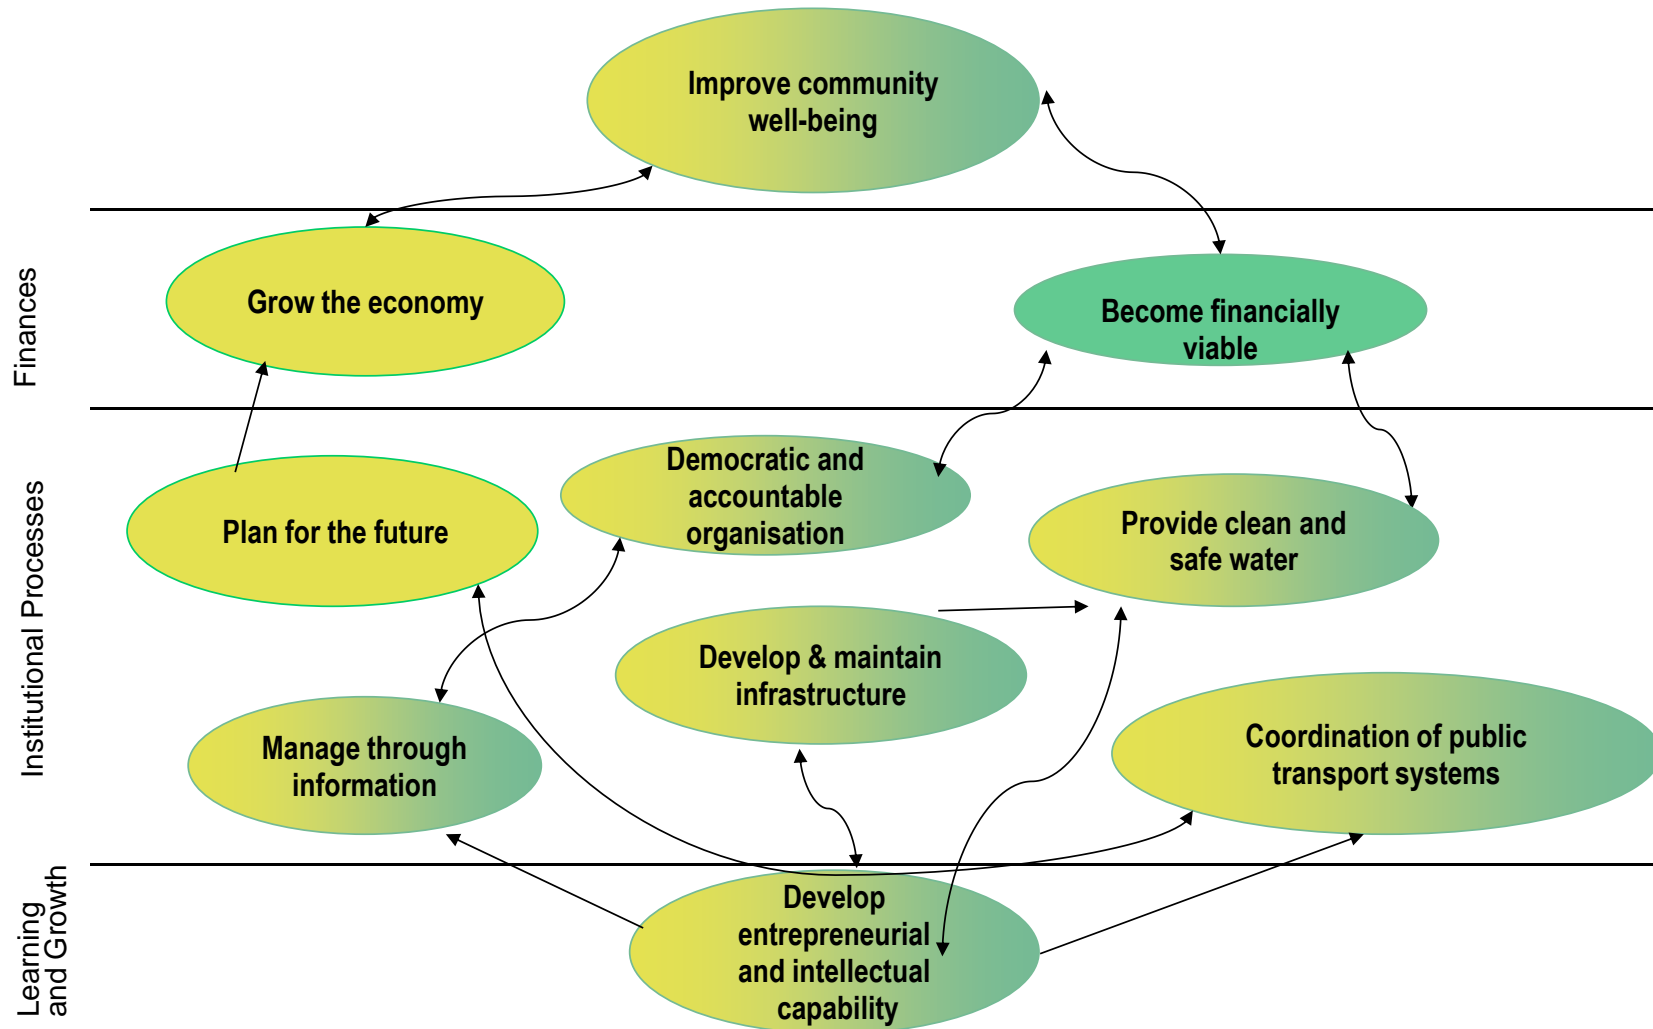 Improve community
well-being
Finances
Grow the economy
Become financially
viable
Institutional Processes
Democratic and
accountable
organisation
Plan for the future
Provide clean and
safe water
Develop & maintain
infrastructure
Manage through
information
Coordination of public
transport systems
Learning
and Growth
Develop
entrepreneurial
and intellectual
capability